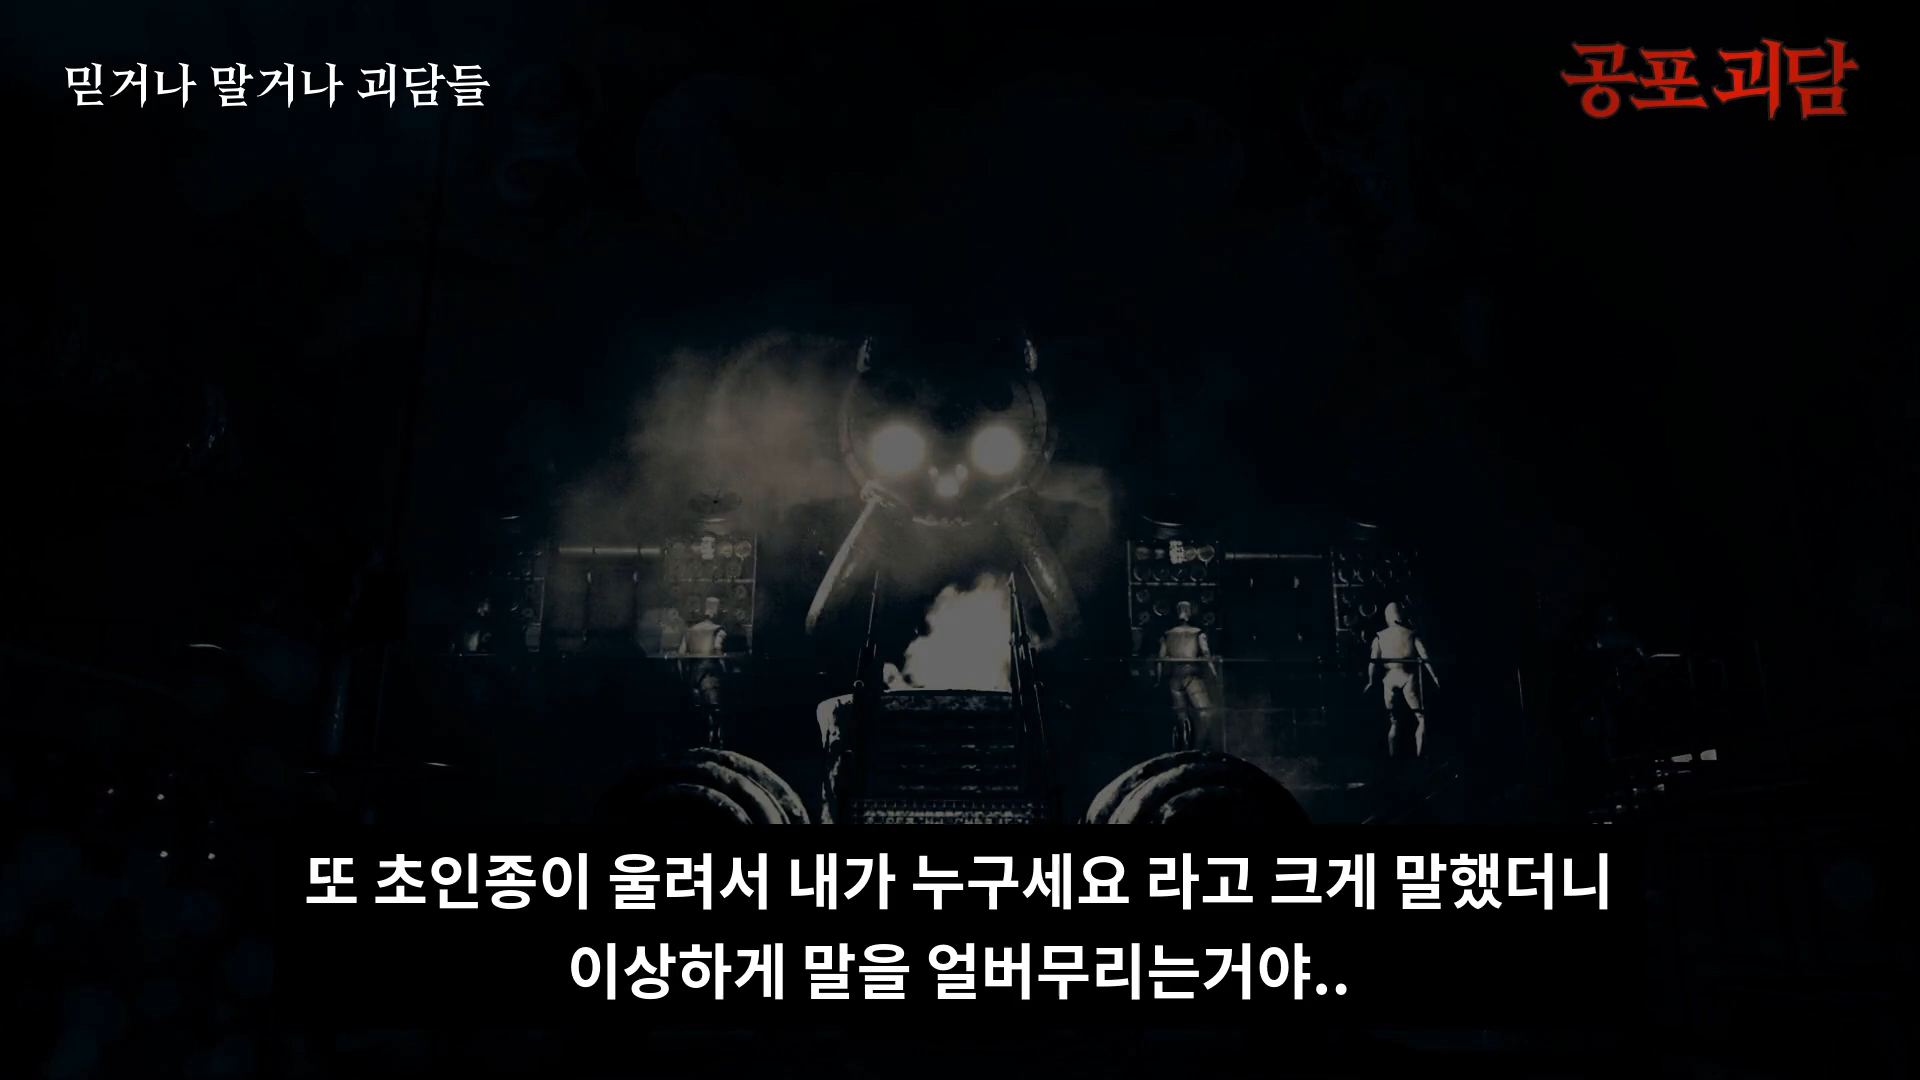 믿거나 말거나 괴담들
공포 괴담
또 초인종이 울려서 내가 누구세요 라고 크게 말했더니
이상하게 말을 얼버무리는거야..